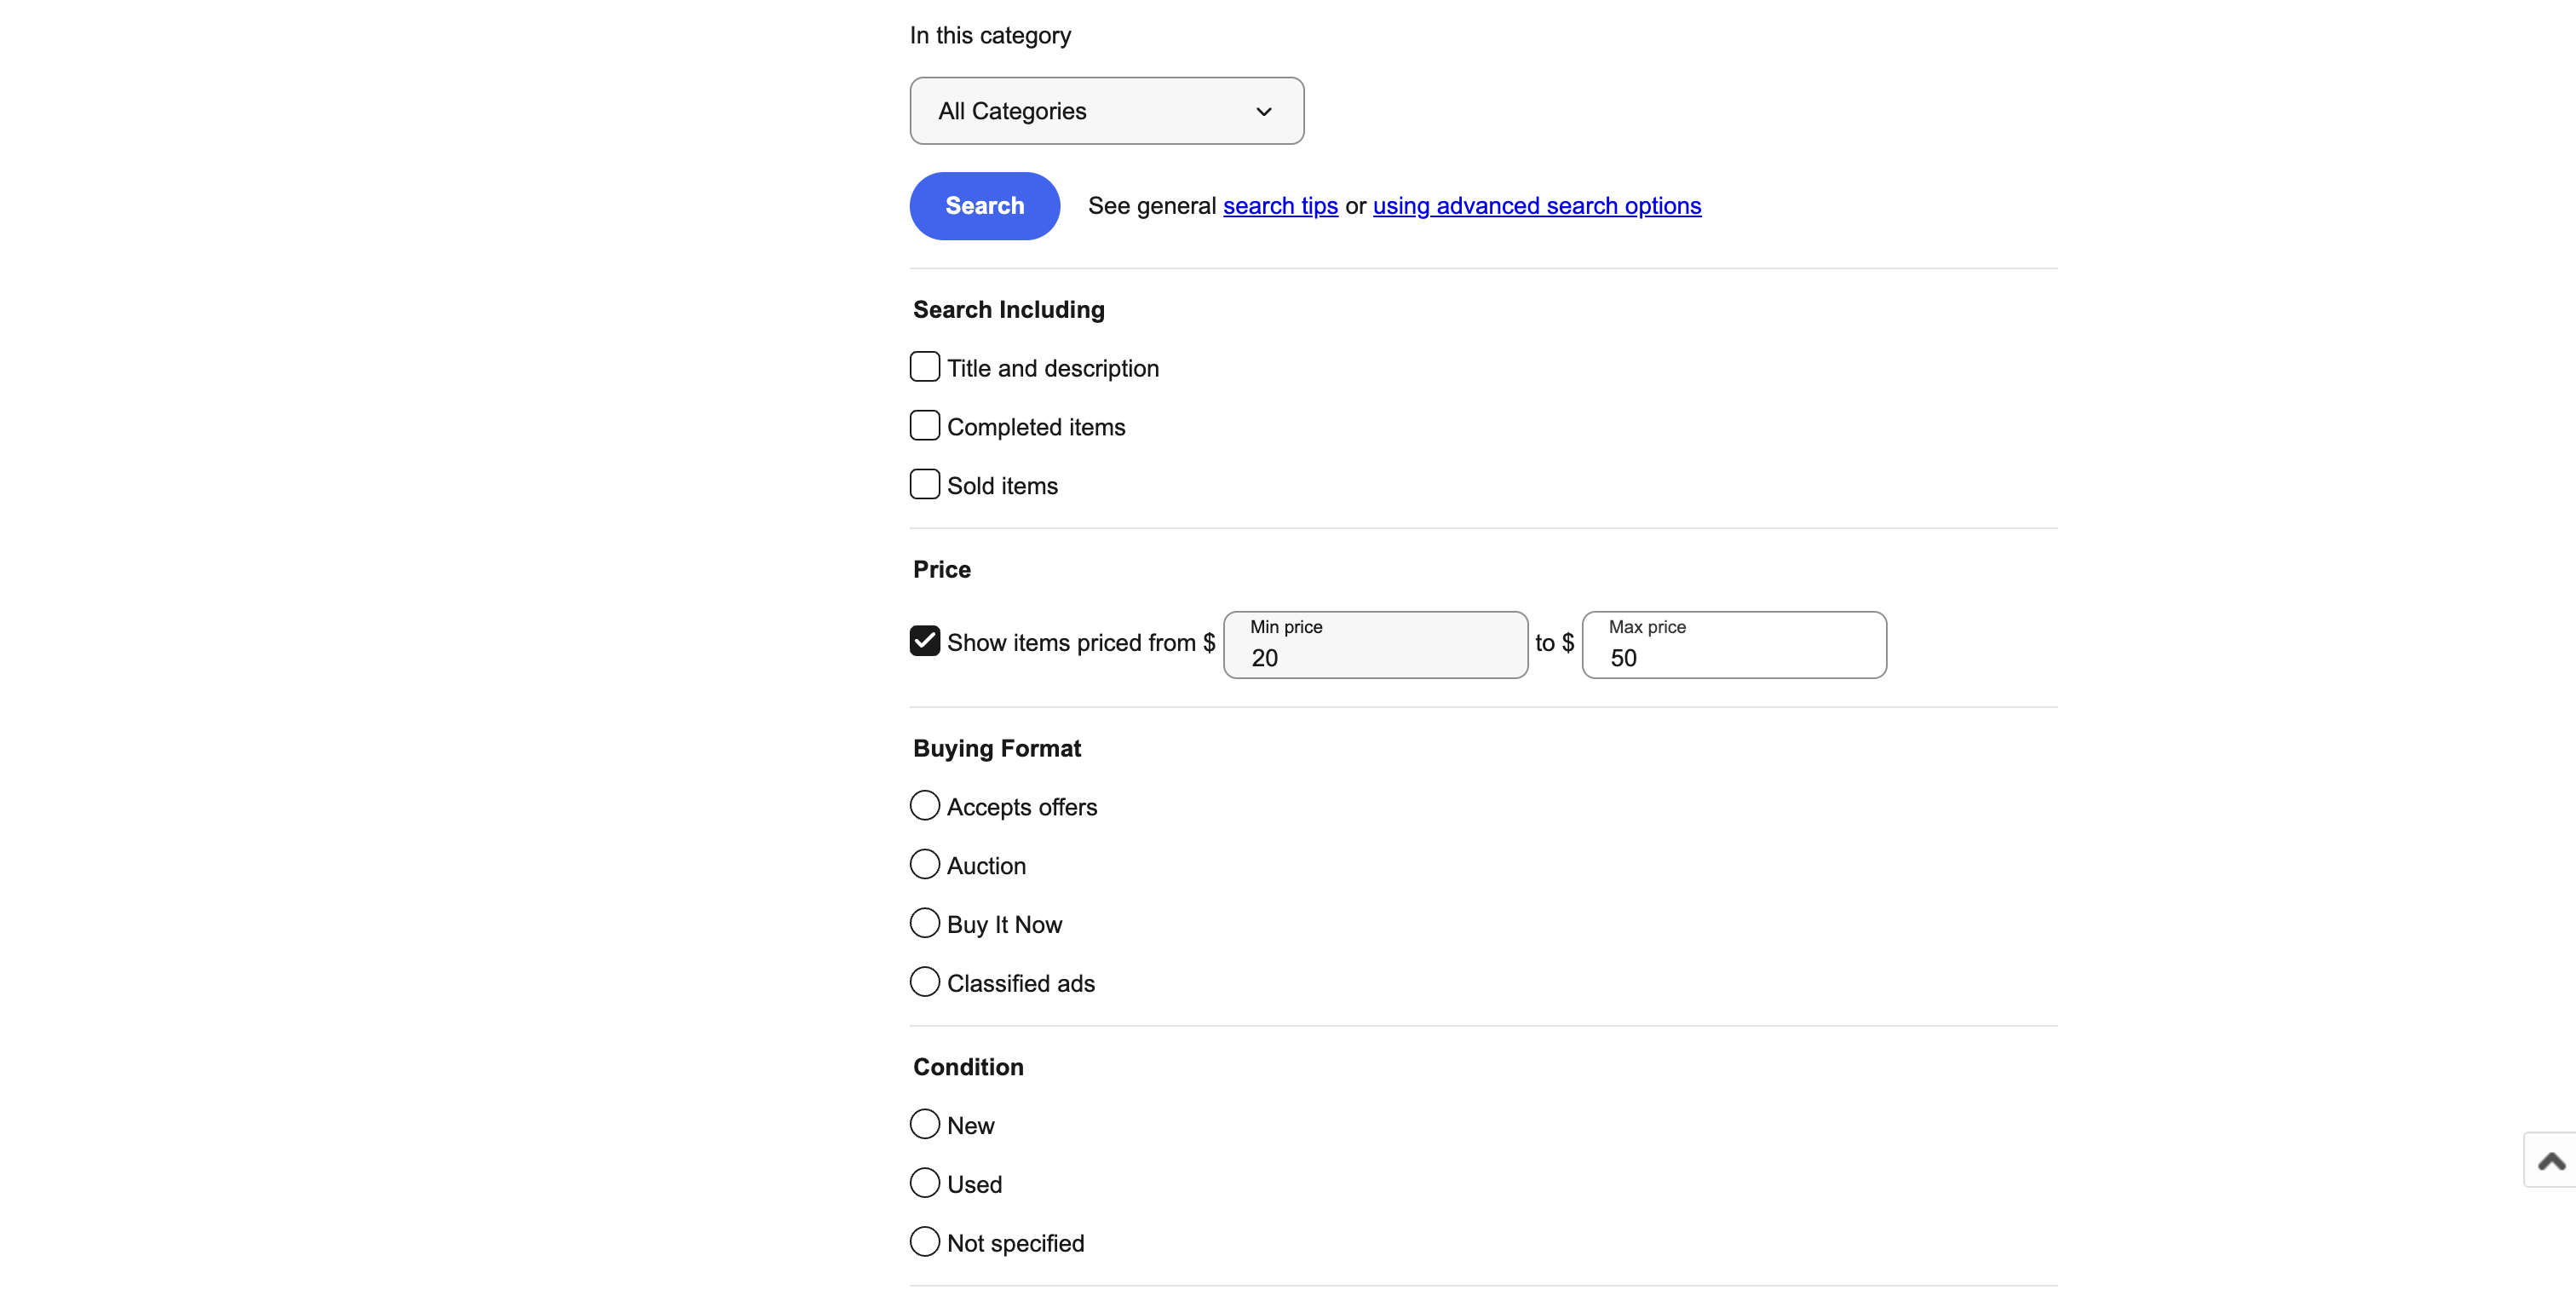 In this category
All Categories
Search See general search tips or using advanced search options
Search Including
Title and description
Completed items
Sold items
Price
Show items priced from $ Min price 20 to $ Max price 50
Buying Format
Accepts offers
Auction
Buy It Now
Classified ads
Condition
New
Used
Not specified